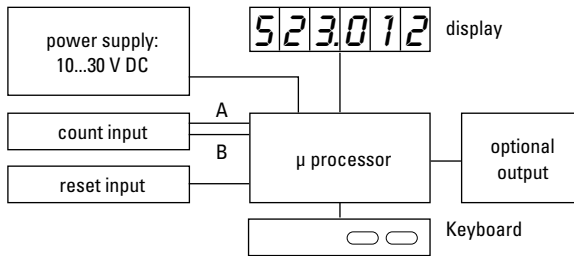 power supply:
10...30 V DC
523.012
display
A
count input
B
µ processor
optional
output
reset input
Keyboard